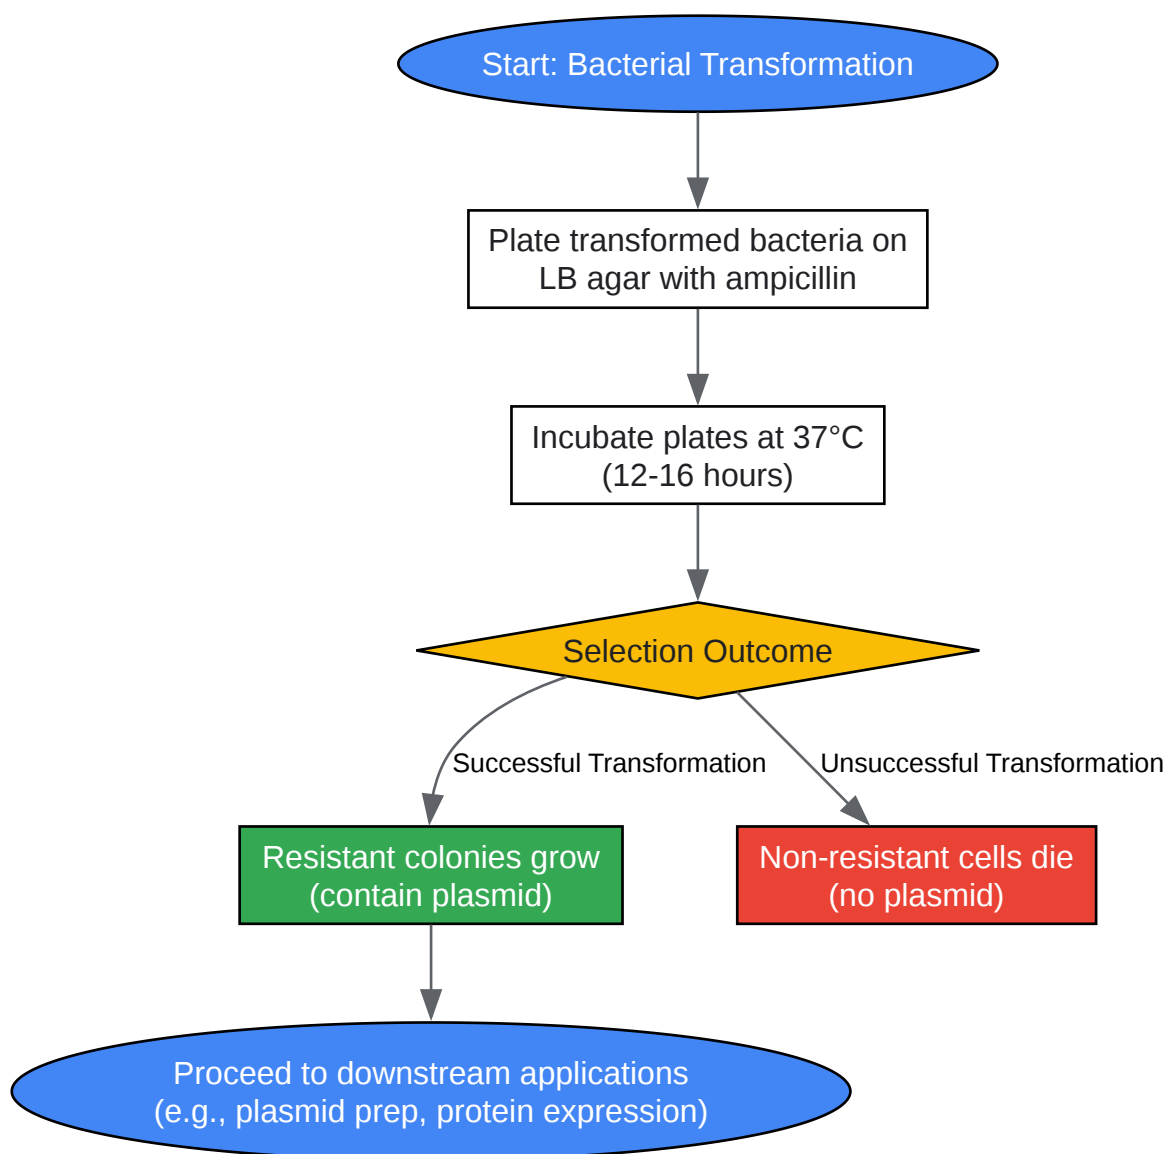 Start: Bacterial Transformation
Plate transformed bacteria on
LB agar with ampicillin
Incubate plates at 37°C
(12-16 hours)
Selection Outcome
Successful Transformation
Unsuccessful Transformation
Resistant colonies grow
(contain plasmid)
Non-resistant cells die
(no plasmid)
Proceed to downstream applications
(e.g., plasmid prep, protein expression)